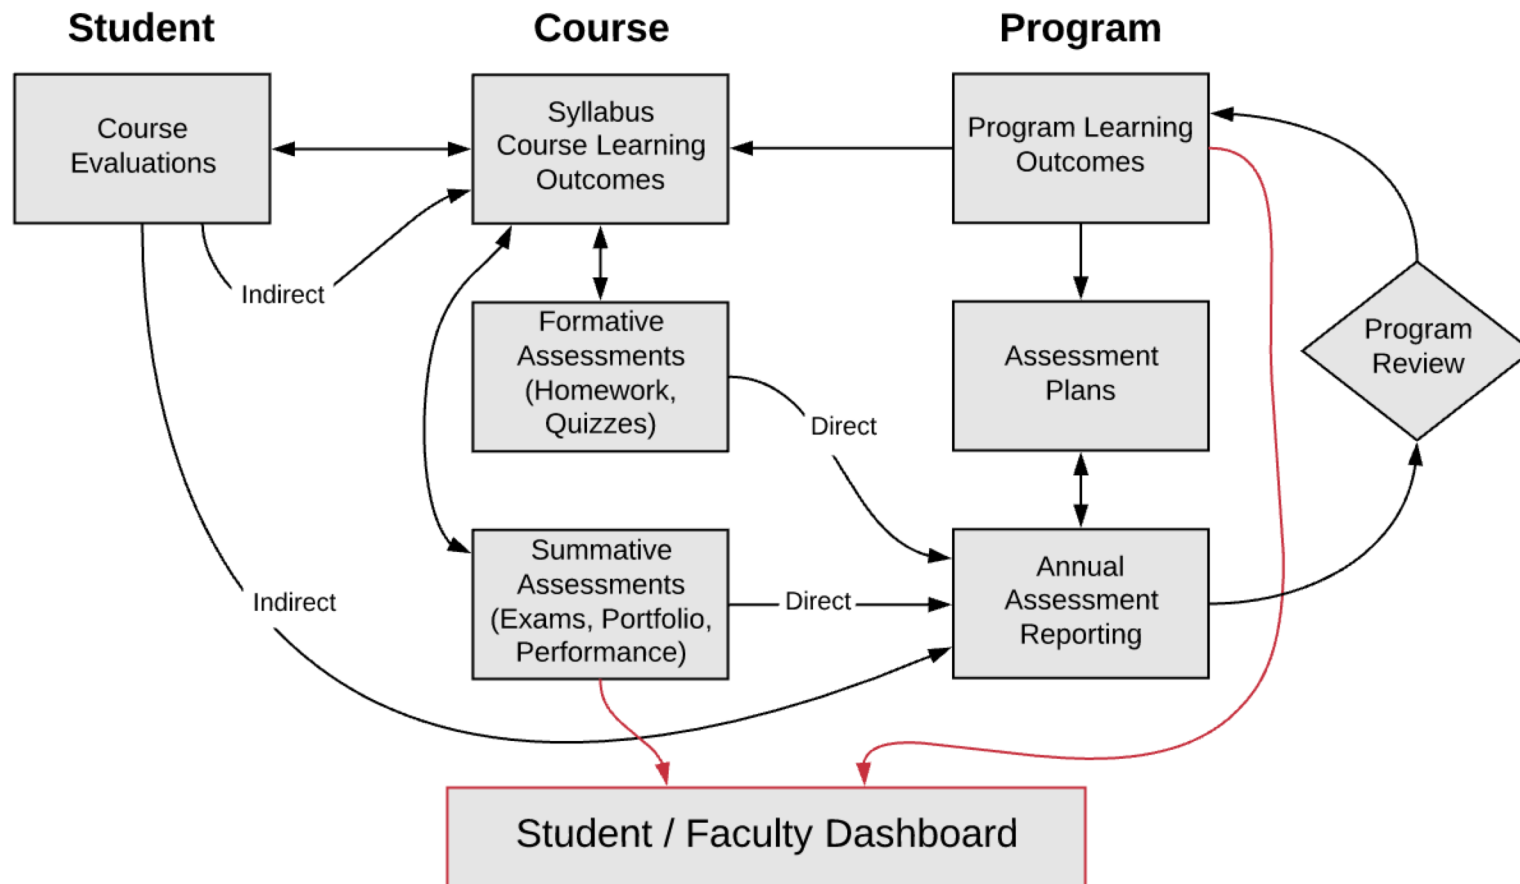 Student
Course
Program
Course
Evaluations
Syllabus
Course Learning
Outcomes
Program Learning
Outcomes
Indirect
Formative
Assessments
(Homework,
Quizzes)
Assessment
Plans
Program
Review
Direct
Summative
Assessments
(Exams, Portfolio,
Performance)
Direct
Annual
Assessment
Reporting
Indirect
Student / Faculty Dashboard